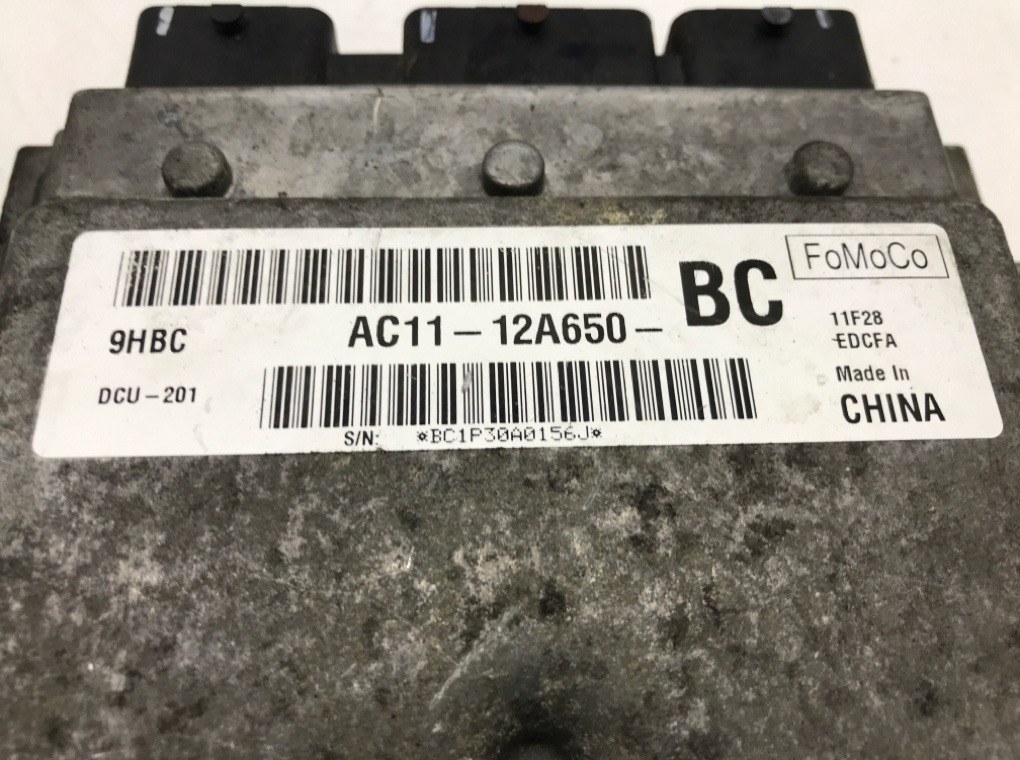 FoMoCo
9HBC
AC11-12A650-BC
11F28
EDCFA
DCU-201
Made In
CHINA
S/N: *BC1P30A0156J*